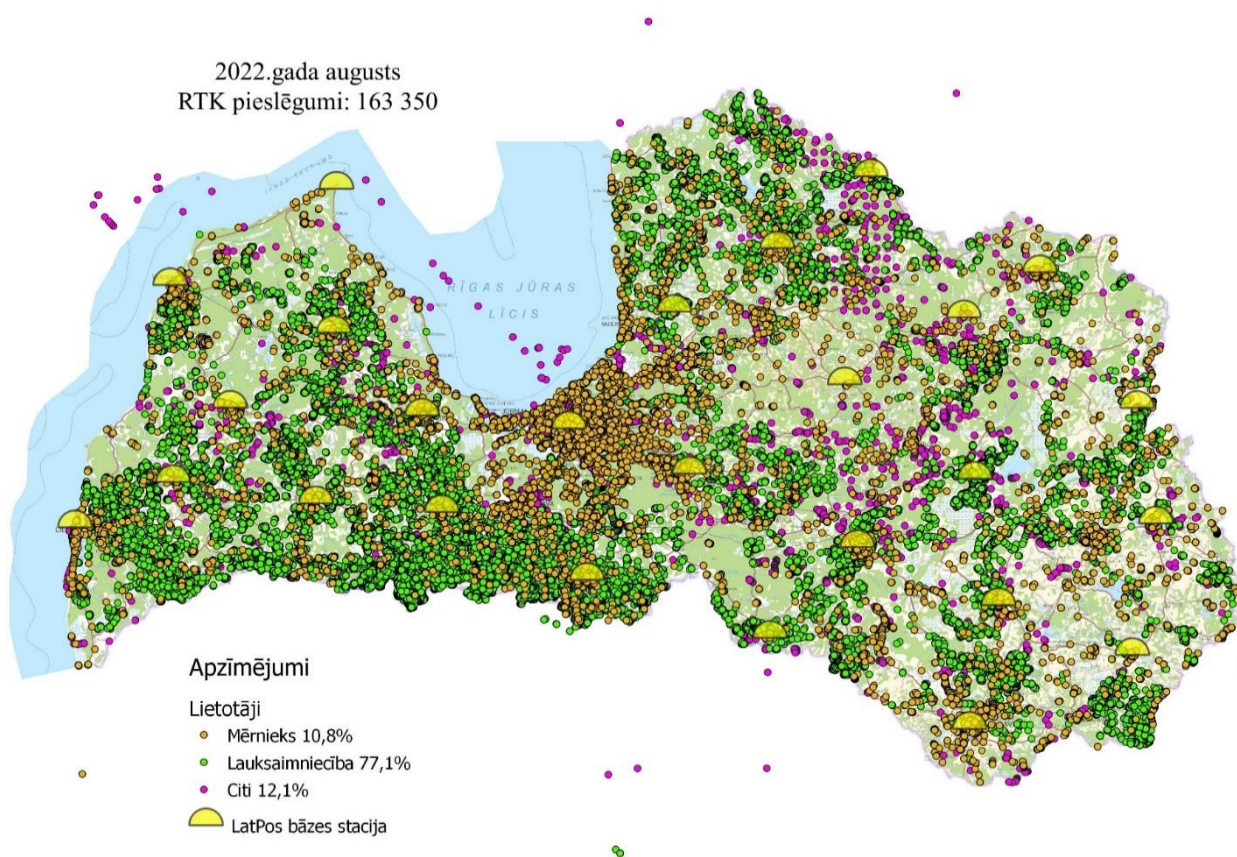 2022.gada augusts
RTK pieslēgumi: 163 350
RĪGAS JŪRAS
LĪCIS
Apzīmējumi
Lietotāji
Mērnieks 10,8%
Lauksaimniecība 77,1%
Citi 12,1%
LatPos bāzes stacija